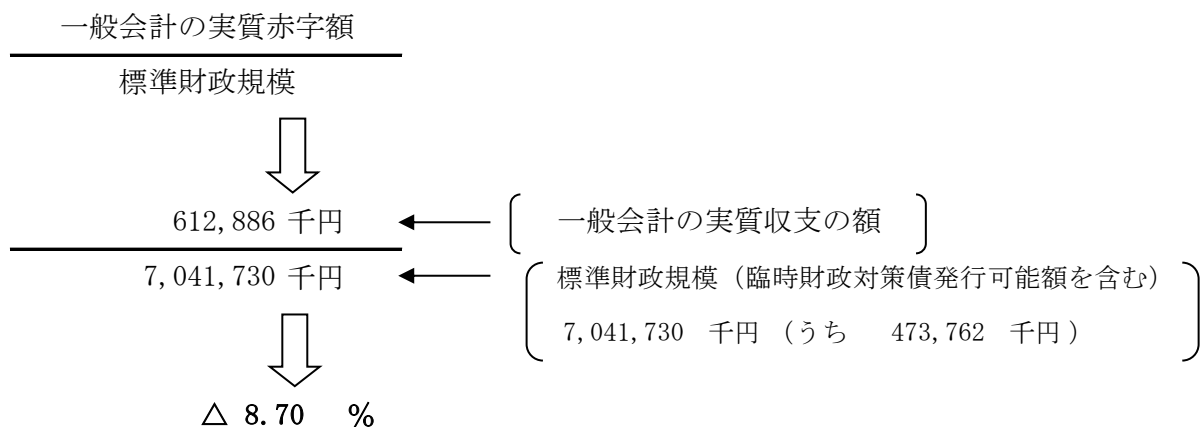 一般会計の実質赤字額
標準財政規模
612,886 千円
一般会計の実質収支の額
7,041,730 千円
標準財政規模（臨時財政対策債発行可能額を含む）
7,041,730 千円 （うち 473,762 千円）
△ 8.70 %